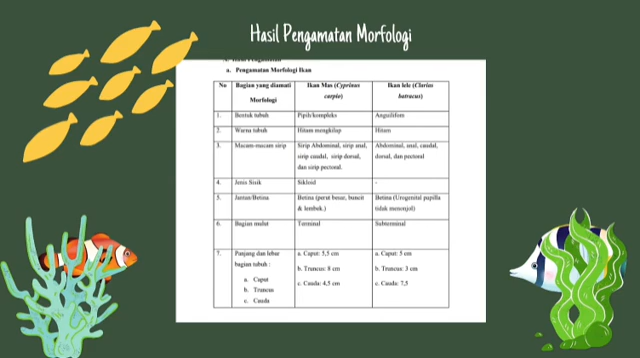 Hasil Pengamatan Morfologi
a. Pengamatan Morfologi Ikan
No Bagian yang diamati Ikan Mas (Cyprinus Ikan lele (Clarias
Morfologi carpio) batracus)
1. Bentuk tubuh Pipih/kompleks Anguilifom
2. Warna tubuh Hitam mengkilap Hitam
3. Macam-macam sirip Sirip Abdominal, sirip anal, Abdominal, anal, caudal,
sirip caudal, sirip dorsal, dorsal, dan pectoral
dan sirip pectoral.
4. Jenis Sisik Sikloid -
5. Jantan/Betina Betina (perut besar, buncit Betina (Urogenital papilla
& lembek.) tidak menonjol)
6. Bagian mulut Terminal Subterminal
7. Panjang dan lebar a. Caput: 5,5 cm a. Caput: 5 cm
bagian tubuh : b. Truncus: 8 cm b. Truncus: 3 cm
a. Caput c. Cauda: 4,5 cm c. Cauda: 7,5
b. Truncus
c. Cauda